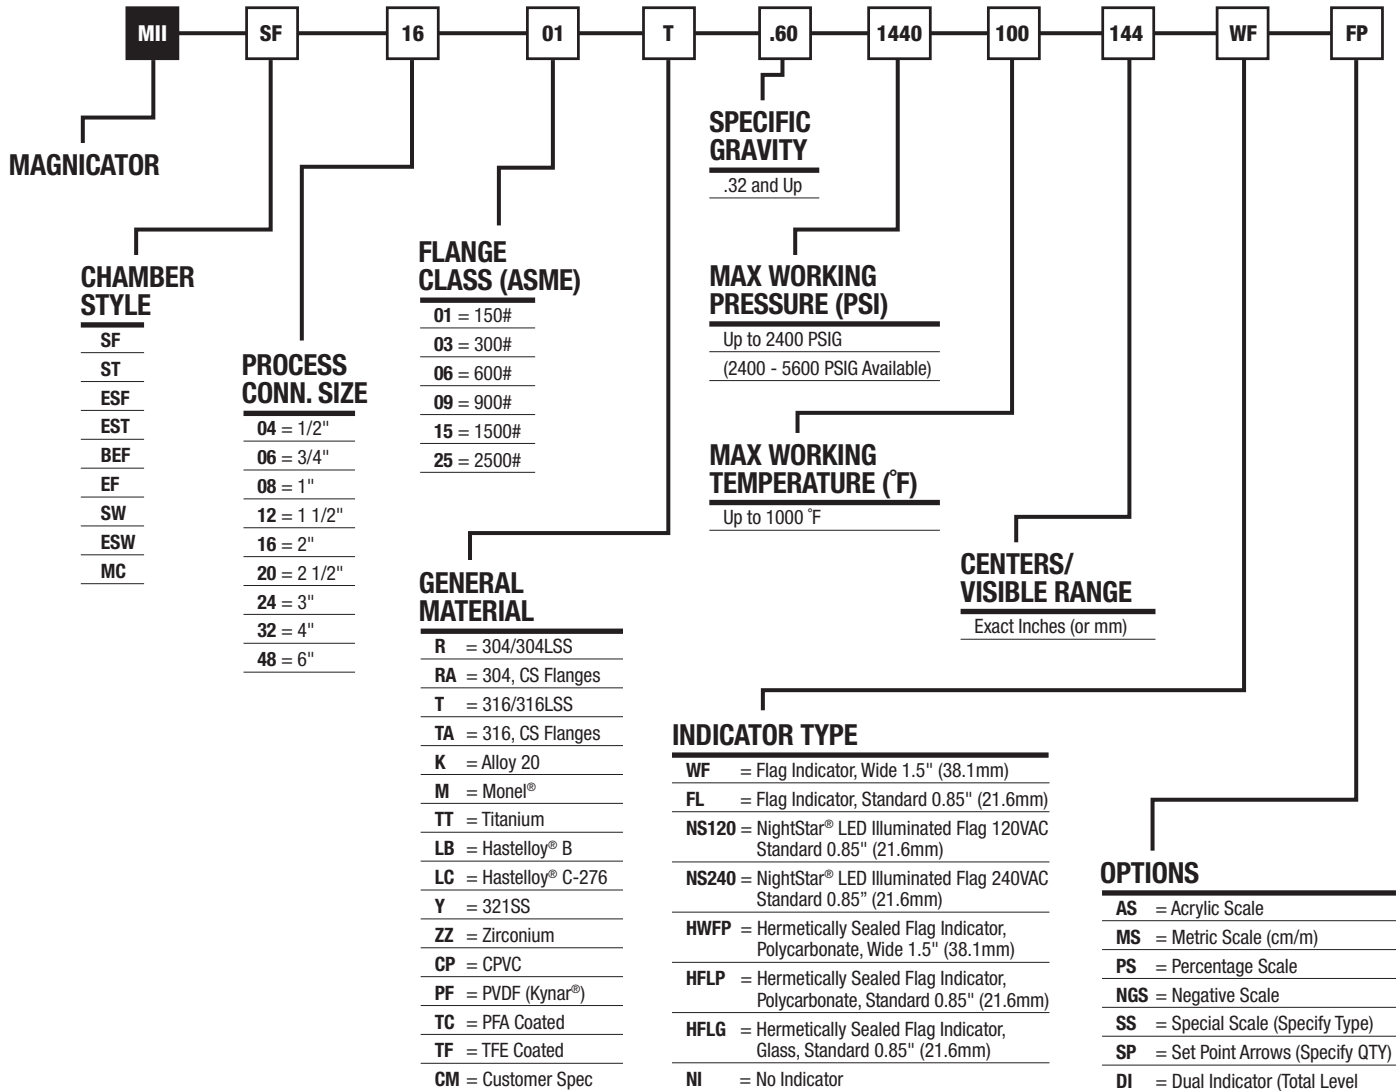 MII SF 16 01 T .60 1440 100 144 WF FP
MAGNICATOR
CHAMBER
STYLE
SF
ST
ESF
EST
BEF
EF
SW
ESW
MC
PROCESS
CONN. SIZE
04 = 1/2"
06 = 3/4"
08 = 1"
12 = 1 1/2"
16 = 2"
20 = 2 1/2"
24 = 3"
32 = 4"
48 = 6"
FLANGE
CLASS (ASME)
01 = 150#
03 = 300#
06 = 600#
09 = 900#
15 = 1500#
25 = 2500#
GENERAL
MATERIAL
R = 304/304LSS
RA = 304, CS Flanges
T = 316/316LSS
TA = 316, CS Flanges
K = Alloy 20
M = Monel®
TT = Titanium
LB = Hastelloy® B
LC = Hastelloy® C-276
Y = 321SS
ZZ = Zirconium
CP = CPVC
PF = PVDF (Kynar®)
TC = PFA Coated
TF = TFE Coated
CM = Customer Spec
SPECIFIC
GRAVITY
.32 and Up
MAX WORKING
PRESSURE (PSI)
Up to 2400 PSIG
(2400 - 5600 PSIG Available)
MAX WORKING
TEMPERATURE (˚F)
Up to 1000 ˚F
CENTERS/
VISIBLE RANGE
Exact Inches (or mm)
INDICATOR TYPE
WF = Flag Indicator, Wide 1.5" (38.1mm)
FL = Flag Indicator, Standard 0.85" (21.6mm)
NS120 = NightStar® LED Illuminated Flag 120VAC
Standard 0.85" (21.6mm)
NS240 = NightStar® LED Illuminated Flag 240VAC
Standard 0.85” (21.6mm)
HWFP = Hermetically Sealed Flag Indicator,
Polycarbonate, Wide 1.5" (38.1mm)
HFLP = Hermetically Sealed Flag Indicator,
Polycarbonate, Standard 0.85" (21.6mm)
HFLG = Hermetically Sealed Flag Indicator,
Glass, Standard 0.85" (21.6mm)
NI = No Indicator
OPTIONS
AS = Acrylic Scale
MS = Metric Scale (cm/m)
PS = Percentage Scale
NGS = Negative Scale
SS = Special Scale (Specify Type)
SP = Set Point Arrows (Specify QTY)
DI = Dual Indicator (Total Level